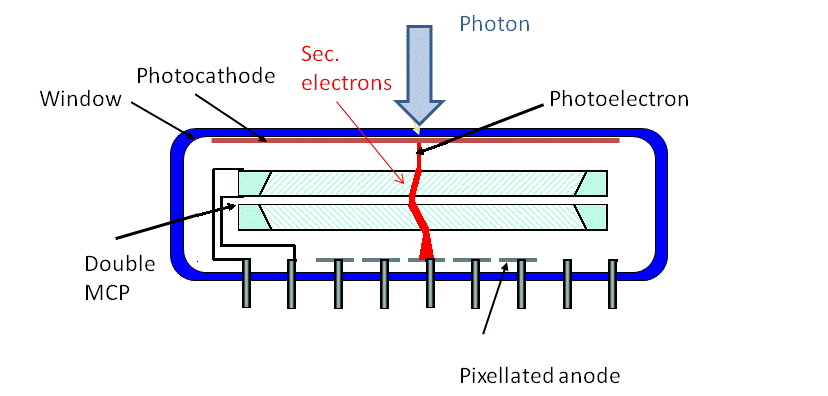 Photon
Sec.
electrons
Photocathode
Window
Photoelectron
Double
MCP
Pixellated anode